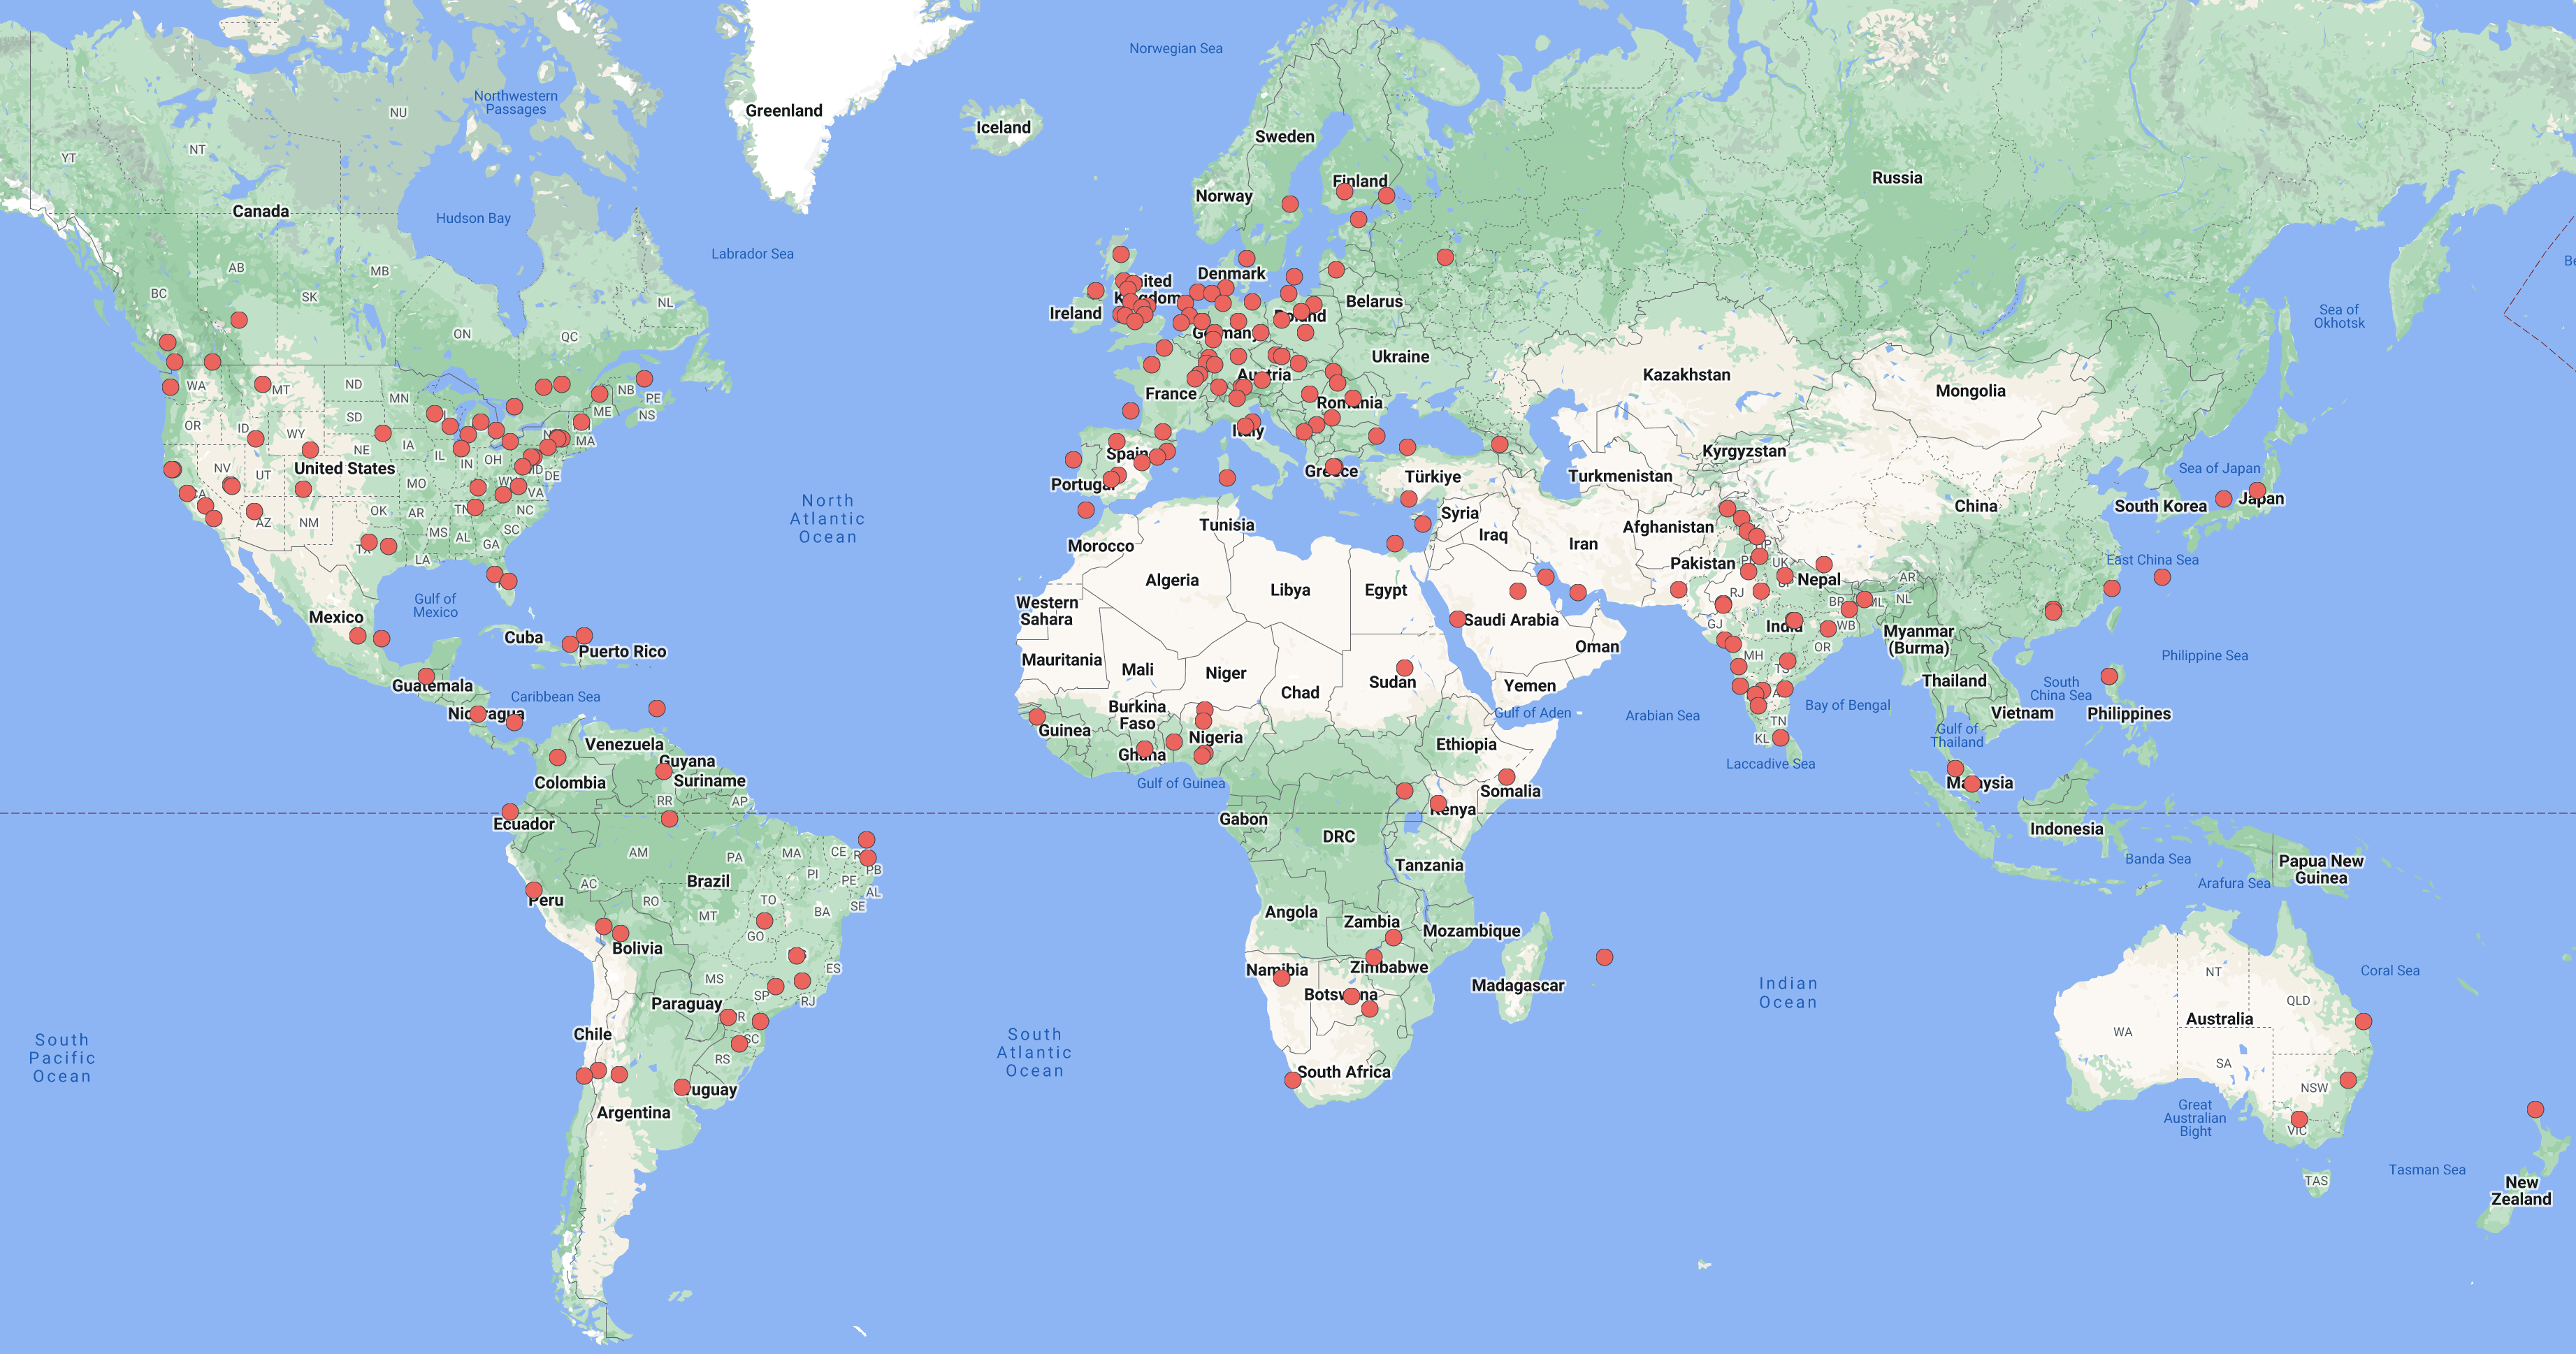 Norwegian Sea
Greenland
Northwestern
Passages
NU
Iceland
Sweden
NT
YT
Russia
Finland
Norway
Canada
Hudson Bay
Labrador Sea
AB
MB
Denmark
BC
SK
NL
Ireland
Belarus
Sea of
Okhotsk
ON
QC
Germany
Ukraine
Kazakhstan
Mongolia
Austria
WA
MT
ND
MN
NB
PE
ME
NS
France
Romania
OR
ID
WY
SD
IA
MA
Italy
NE
IL
IN
OH
Kyrgyzstan
Spain
Greece
Türkiye
Turkmenistan
Sea of Japan
NV
UT
United States
MO
DE
VA
Portugal
South Korea
Japan
China
North
Atlantic
Ocean
AZ
NM
OK
AR
TN
NC
SC
MS
AL
GA
LA
Tunisia
Syria
Iraq
Iran
Afghanistan
Morocco
Algeria
Libya
Egypt
Pakistan
UK
Nepal
AR
East China Sea
Gulf of
Mexico
Western
Sahara
Saudi Arabia
RJ
BR
NL
GJ
India
WB
Myanmar
(Burma)
Mexico
Cuba
Puerto Rico
Oman
OR
MH
Philippine Sea
Mauritania
Mali
Niger
Chad
Sudan
Yemen
Thailand
South
China Sea
Guatemala
Caribbean Sea
Nicaragua
Burkina
Faso
Gulf of Aden
Arabian Sea
Bay of Bengal
Vietnam
Philippines
TN
KL
Guinea
Ghana
Nigeria
Ethiopia
Gulf of
Thailand
Venezuela
Guyana
Suriname
Colombia
Gulf of Guinea
Laccadive Sea
Somalia
Malaysia
RR
AP
Ecuador
Gabon
Kenya
DRC
Indonesia
AM
PA
MA
CE
PI
PB
PE
AL
SE
Tanzania
Banda Sea
Arafura Sea
Papua New
Guinea
AC
Brazil
Peru
RO
MT
TO
BA
Angola
Zambia
Mozambique
GO
Bolivia
ES
MS
SP
RJ
Namibia
Zimbabwe
Botswana
Madagascar
Indian
Ocean
NT
Coral Sea
QLD
Paraguay
Chile
SC
RS
Australia
WA
SA
South
Pacific
Ocean
South
Atlantic
Ocean
South Africa
NSW
Uruguay
Argentina
Great
Australian
Bight
VIC
Tasman Sea
TAS
New
Zealand